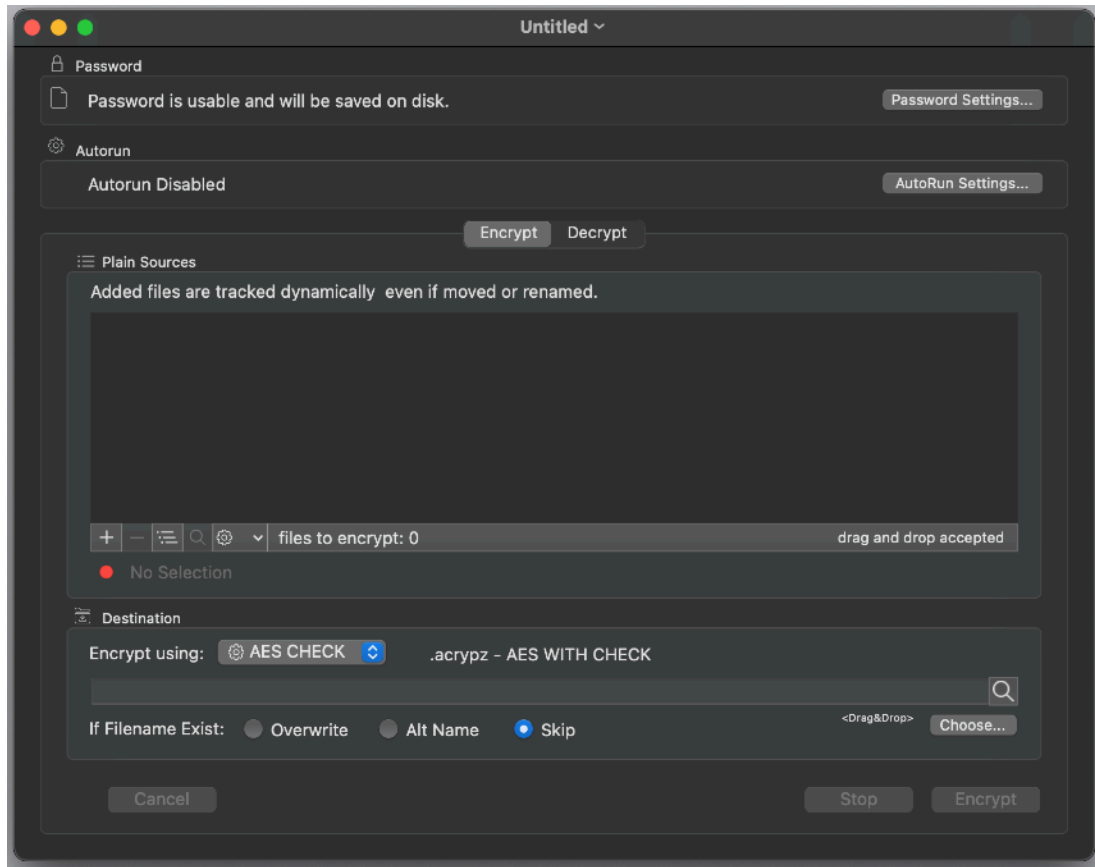 Untitled
Password
Password is usable and will be saved on disk.
Password Settings...
Autorun
Autorun Disabled
AutoRun Settings...
Encrypt Decrypt
Plain Sources
Added files are tracked dynamically  even if moved or renamed.
files to encrypt: 0
drag and drop accepted
No Selection
Destination
Encrypt using: AES CHECK .acrypz - AES WITH CHECK
If Filename Exist: Overwrite Alt Name Skip
<Drag&Drop>
Choose...
Cancel Stop Encrypt